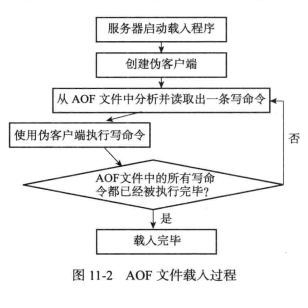 服务器启动载入程序
创建伪客户端
从 AOF 文件中分析并读取出一条写命令
使用伪客户端执行写命令
否
AOF文件中的所有写命
令都已经被执行完毕？
是
载入完毕
图 11-2 AOF 文件载入过程